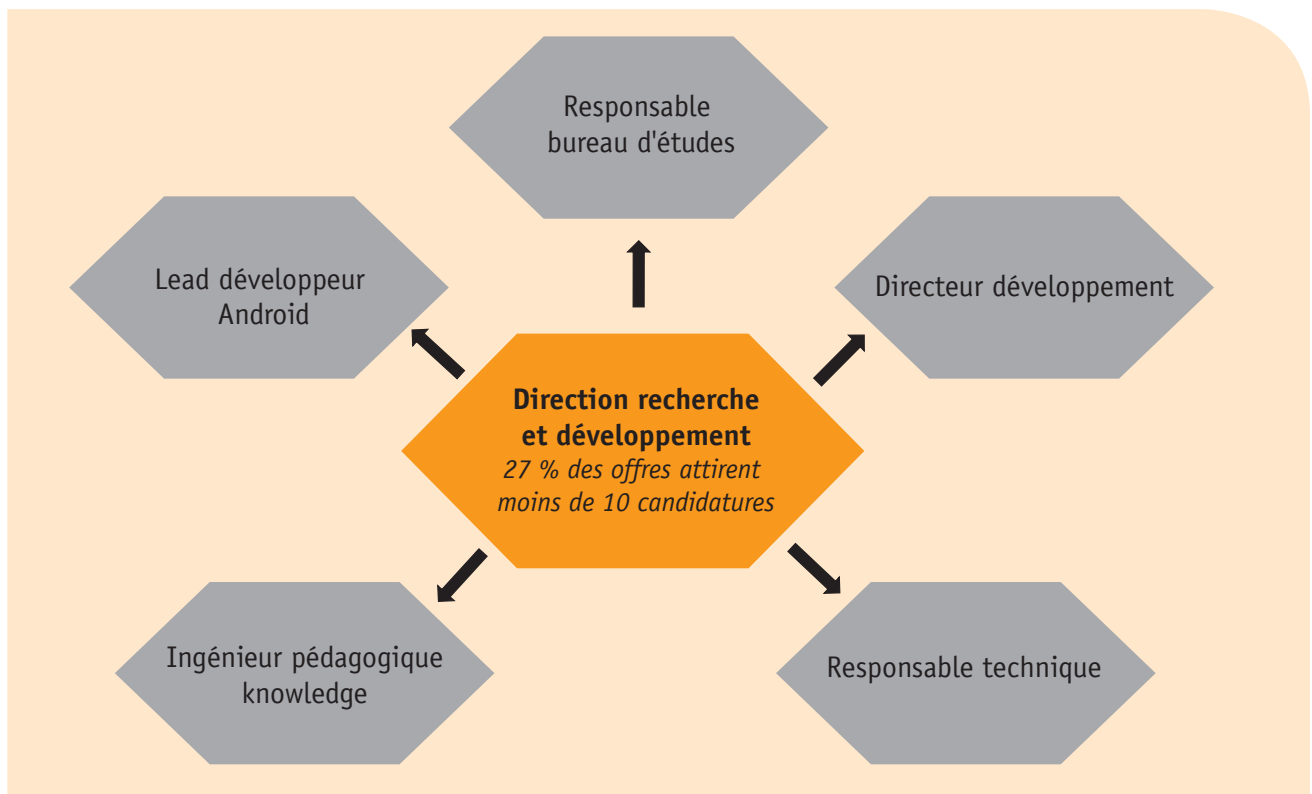 Responsable
bureau d'études
Lead développeur
Android
Directeur développement
Direction recherche
et développement
27 % des offres attirent
moins de 10 candidatures
Ingénieur pédagogique
knowledge
Responsable technique